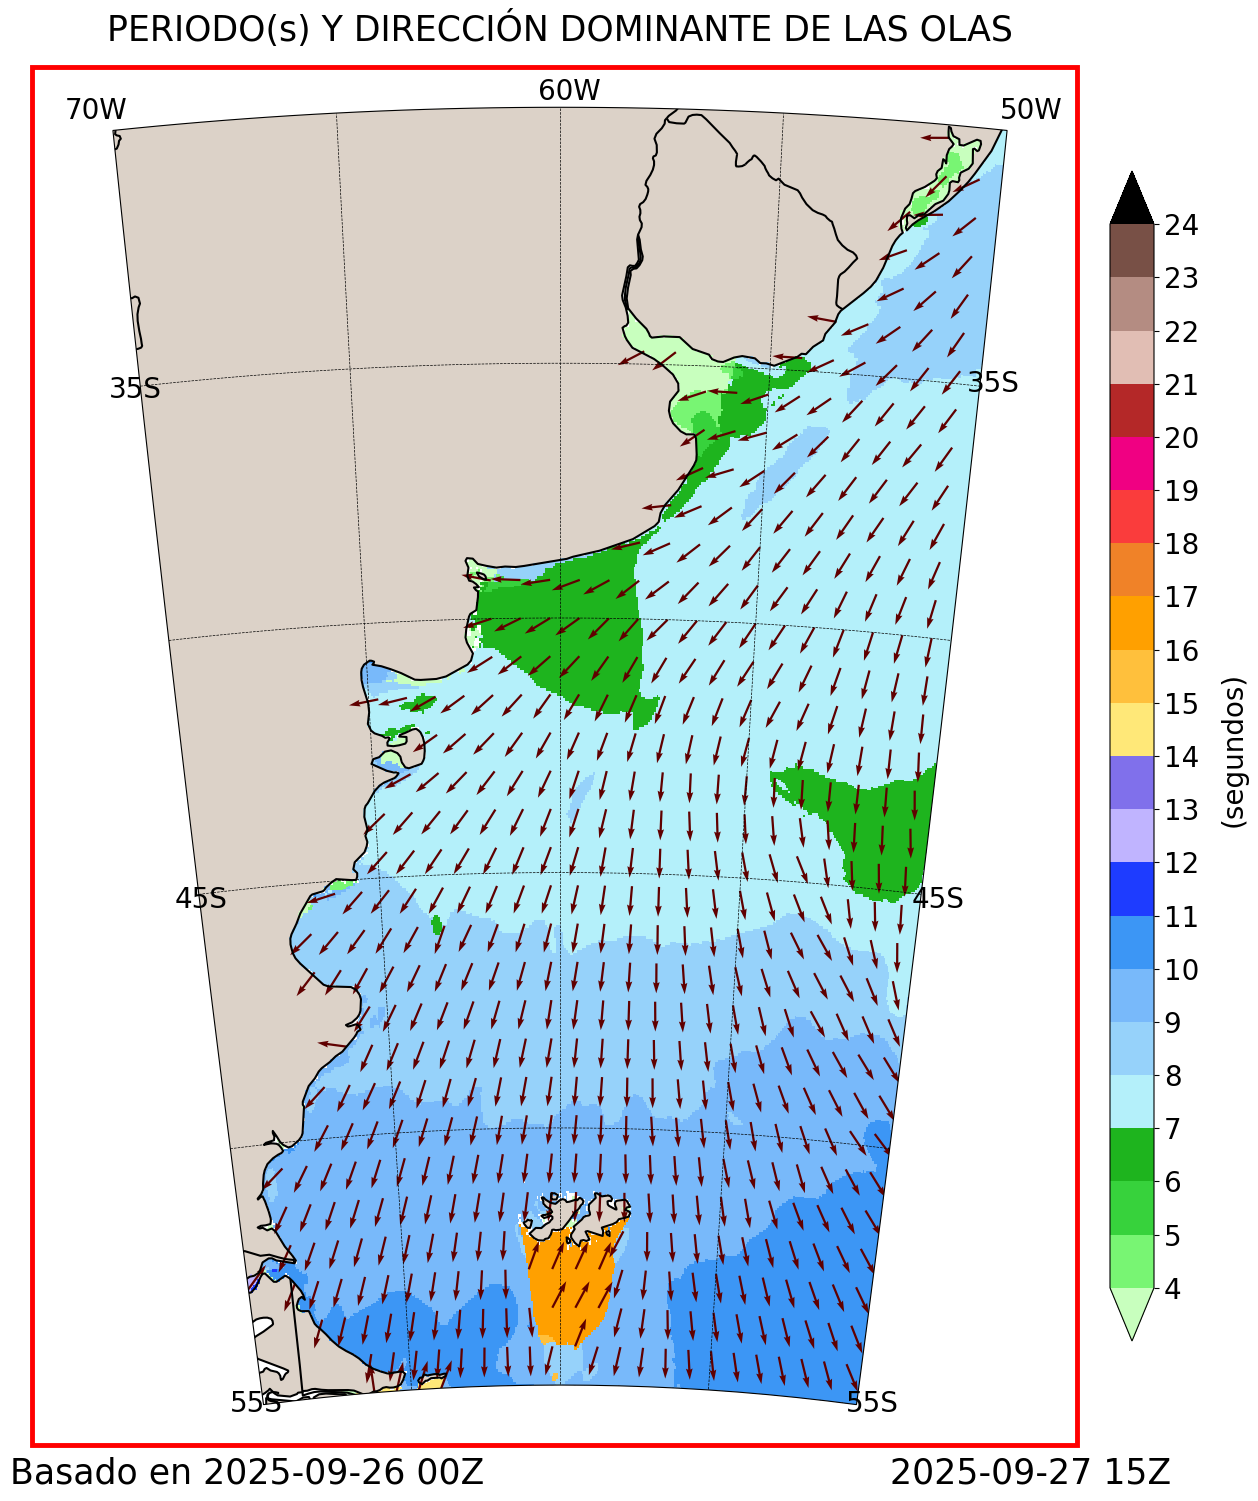 PERIODO(s) Y DIRECCIÓN DOMINANTE DE LAS OLAS
70W
60W
50W
35S
35S
45S
45S
55S
55S
24
23
22
21
20
19
18
17
16
15
14
13
12
11
10
9
8
7
6
5
4
(segundos)
Basado en 2025-09-26 00Z
2025-09-27 15Z